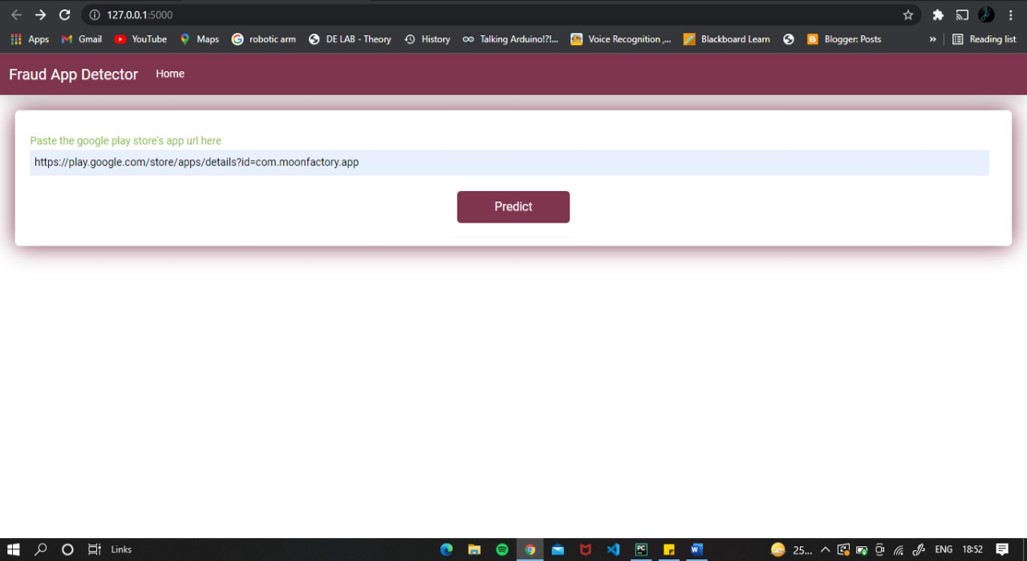 127.0.0.1:5000
Apps Gmail YouTube Maps robotic arm DE LAB - Theory History Talking Arduino!?!... Voice Recognition ,... Blackboard Learn Blogger: Posts » Reading list
Fraud App Detector Home
Paste the google play store's app url here
https://play.google.com/store/apps/details?id=com.moonfactory.app
Predict
Links 25... ENG 18:52